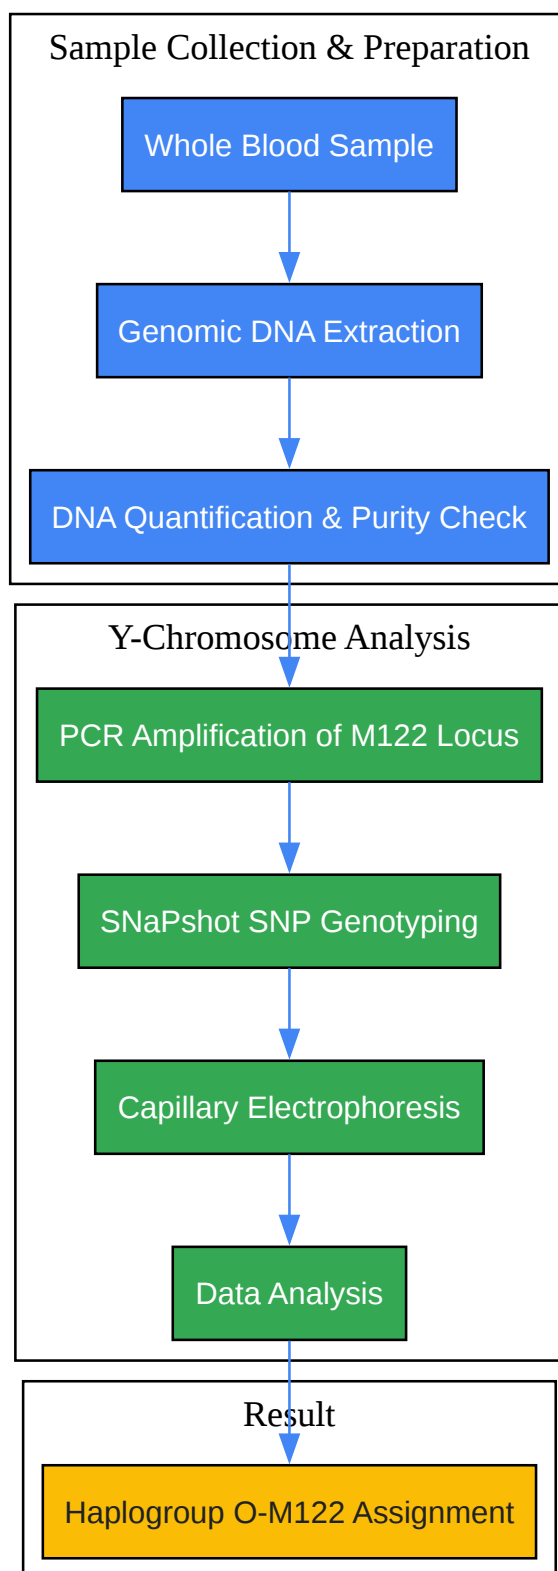 Sample Collection & Preparation
Whole Blood Sample
Genomic DNA Extraction
DNA Quantification & Purity Check
Y-Chromosome Analysis
PCR Amplification of M122 Locus
SNaPshot SNP Genotyping
Capillary Electrophoresis
Data Analysis
Result
Haplogroup O-M122 Assignment